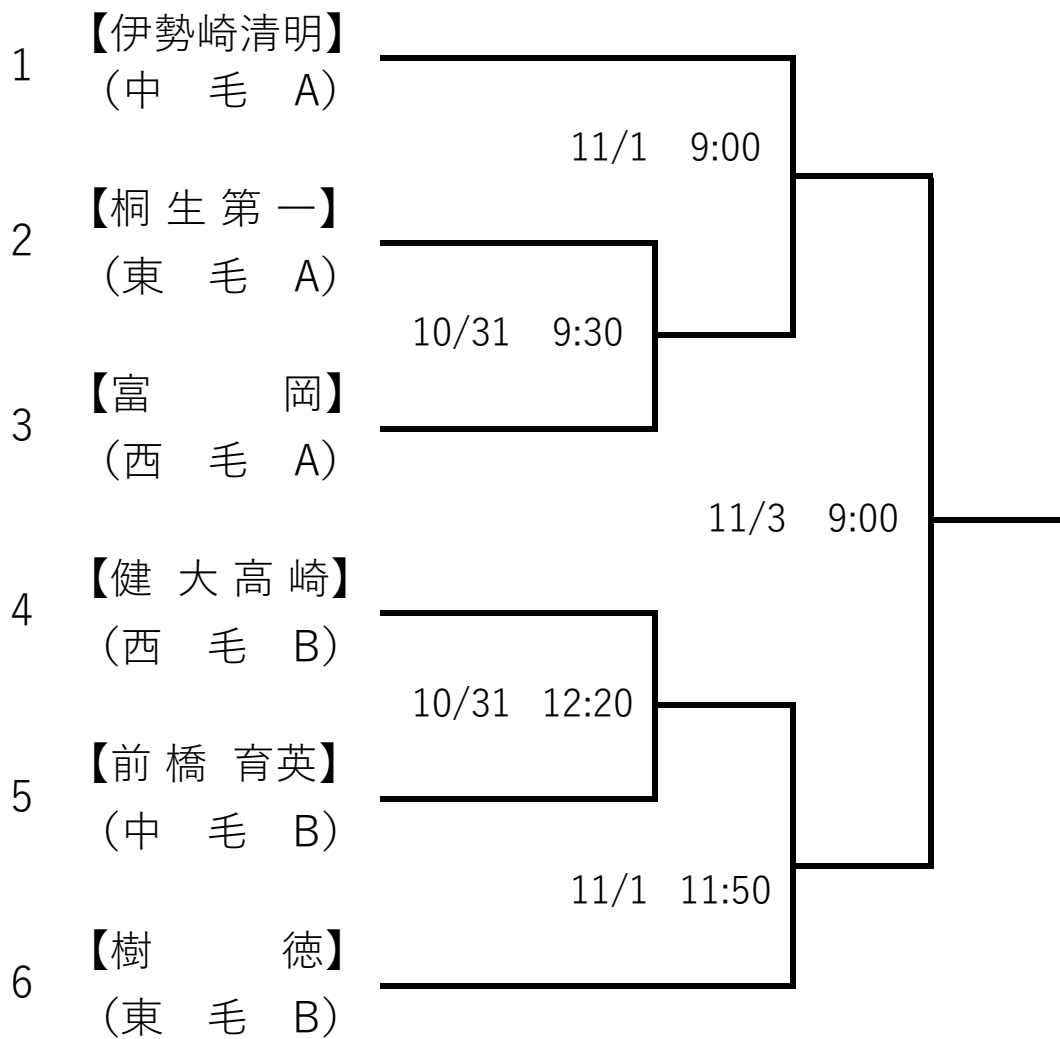 1
【伊勢崎清明】
（中　毛　A）
11/1　9:00
2
【桐 生 第 一】
（東　毛　A）
10/31　9:30
3
【富　　　岡】
（西　毛　A）
11/3　9:00
4
【健 大 高 崎】
（西　毛　B）
10/31　12:20
5
【前 橋 育英】
（中　毛　B）
11/1　11:50
6
【樹　　　徳】
（東　毛　B）